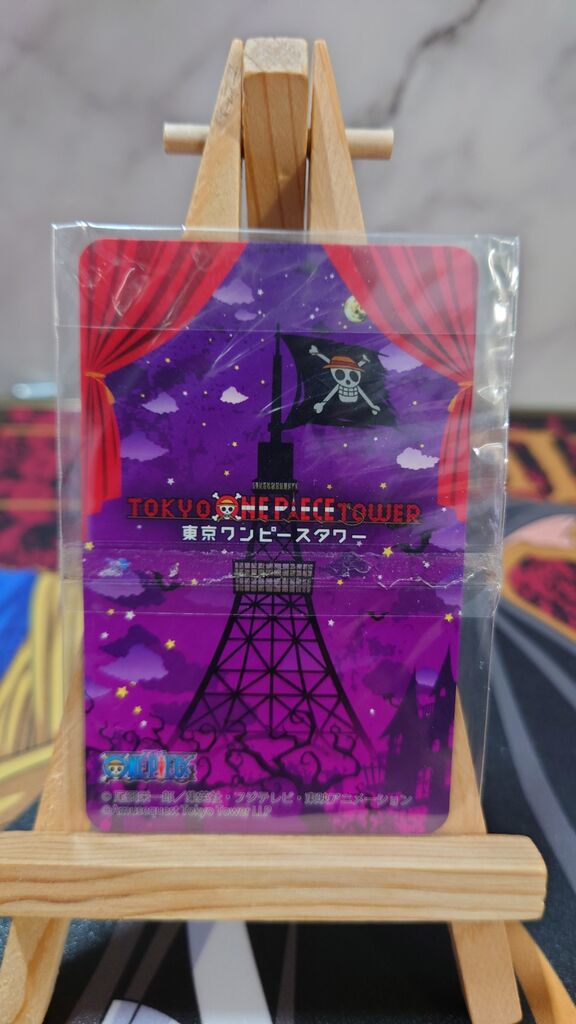 TOKYO ONE PIECE TOWER
東京ワンピースタワー
ONE PIECE
© 尾田栄一郎／集英社・フジテレビ・東映アニメーション
©Amusequest Tokyo Tower LLP